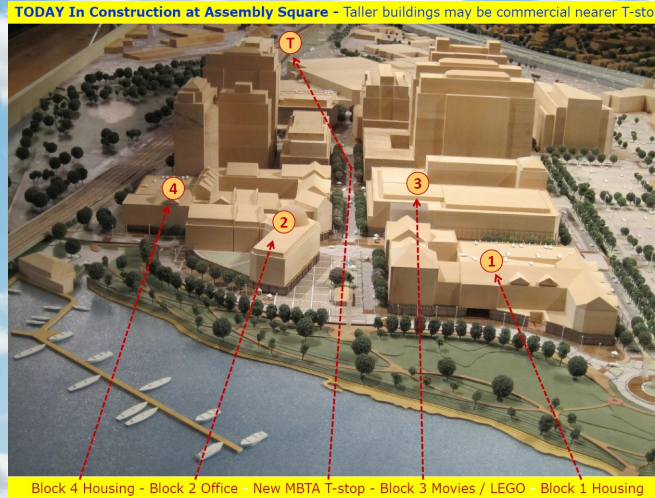 TODAY In Construction at Assembly Square - Taller buildings may be commercial nearer T-sto
T
4
3
2
1
Block 4 Housing - Block 2 Office - New MBTA T-stop - Block 3 Movies / LEGO - Block 1 Housing